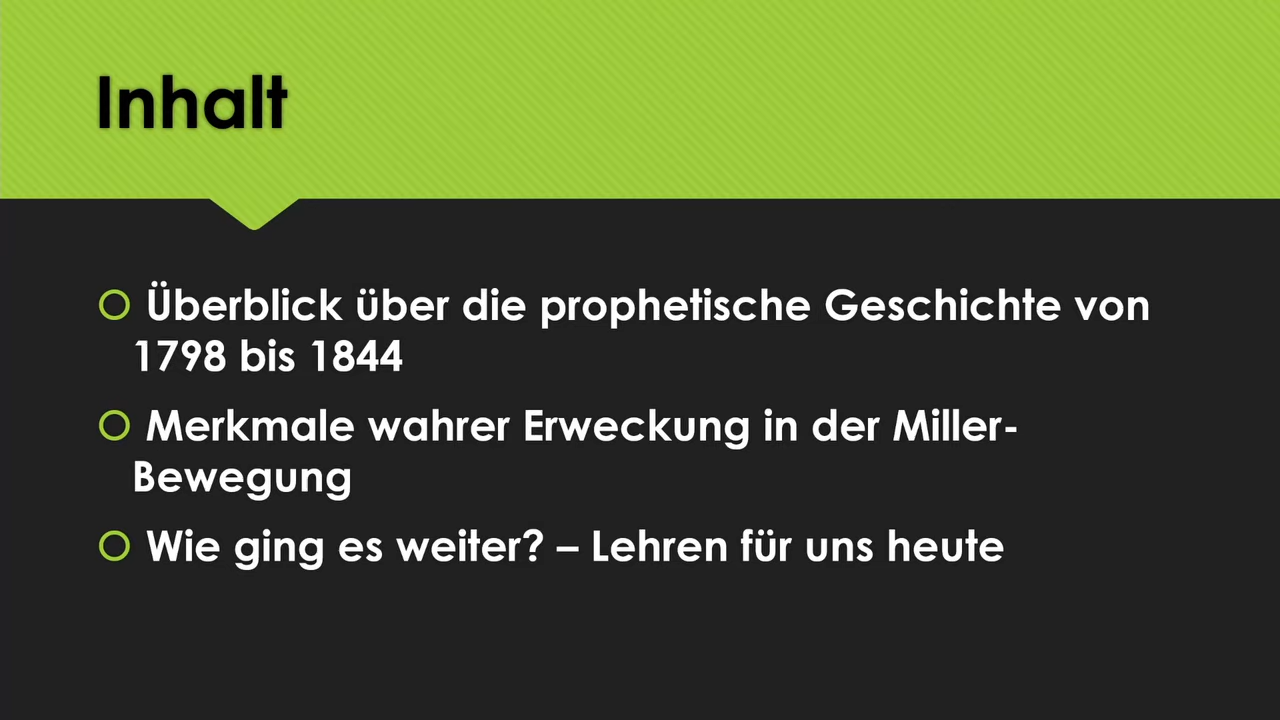 Inhalt
Überblick über die prophetische Geschichte von
1798 bis 1844
Merkmale wahrer Erweckung in der Miller-
Bewegung
Wie ging es weiter? – Lehren für uns heute